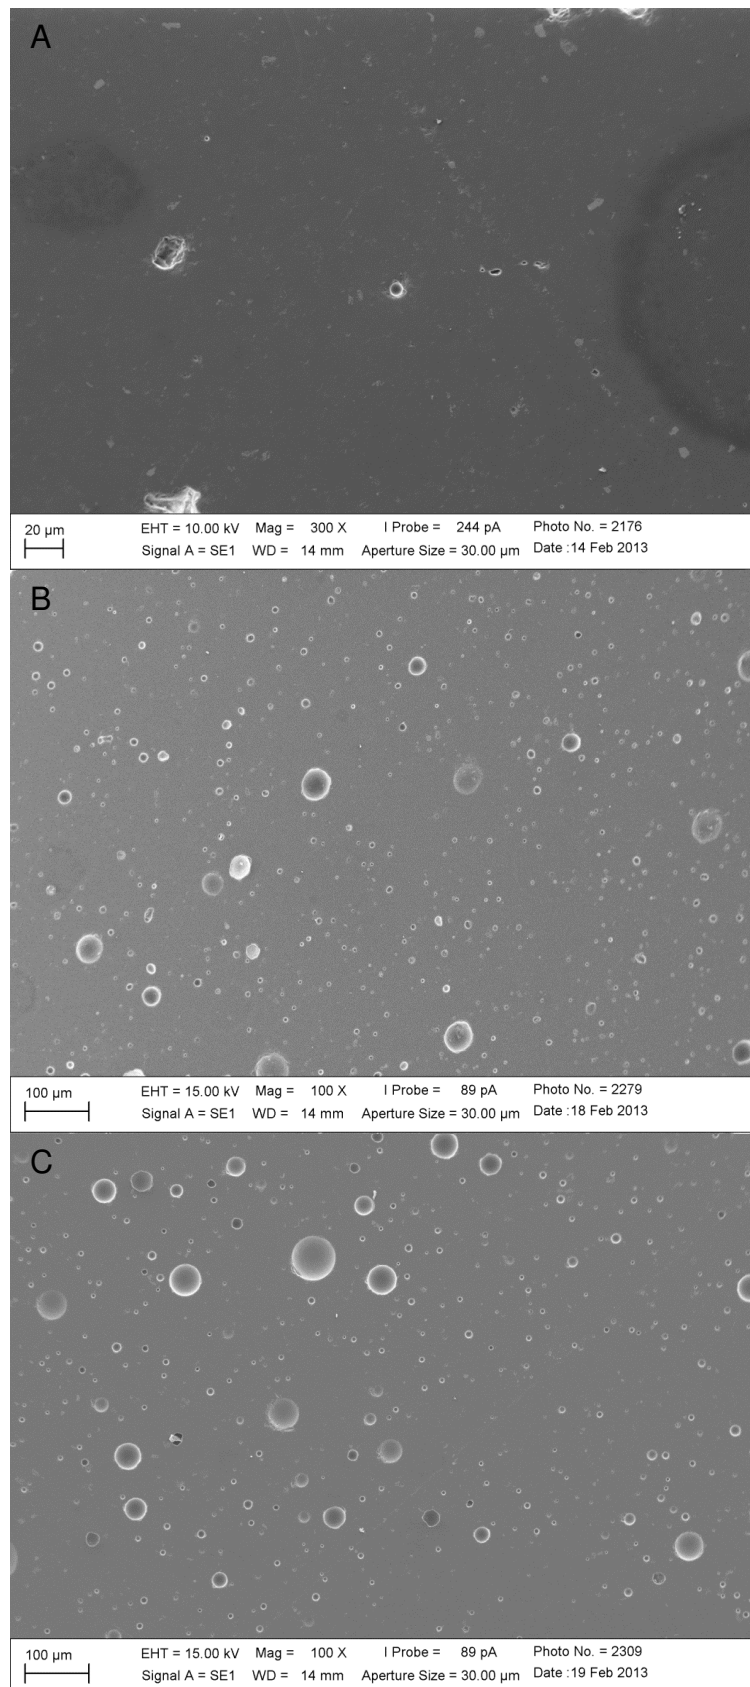 A
20 µm EHT = 10.00 kV Mag = 300 X I Probe = 244 pA Photo No. = 2176
Signal A = SE1 WD = 14 mm Aperture Size = 30.00 µm Date :14 Feb 2013
B
100 µm EHT = 15.00 kV Mag = 100 X I Probe = 89 pA Photo No. = 2279
Signal A = SE1 WD = 14 mm Aperture Size = 30.00 µm Date :18 Feb 2013
C
100 µm EHT = 15.00 kV Mag = 100 X I Probe = 89 pA Photo No. = 2309
Signal A = SE1 WD = 14 mm Aperture Size = 30.00 µm Date :19 Feb 2013